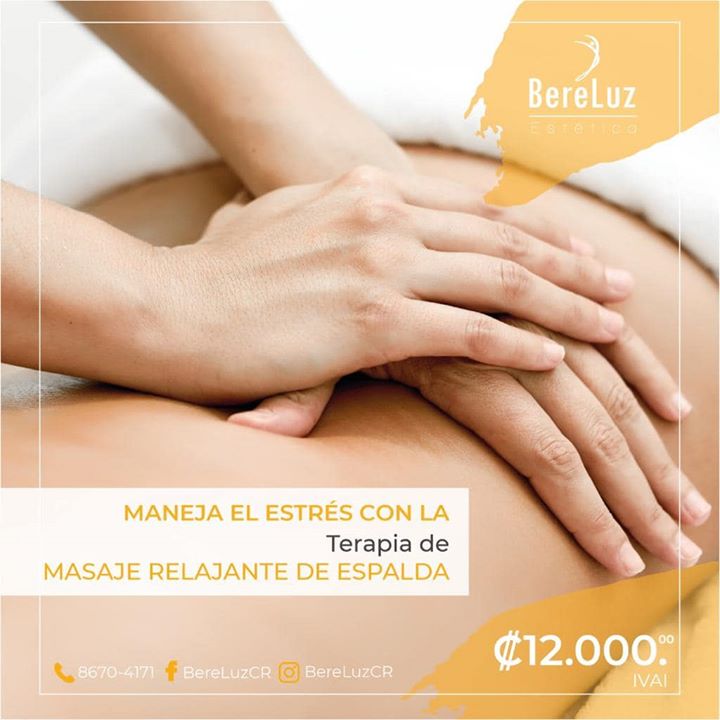 BereLuz
Estética
MANEJA EL ESTRÉS CON LA
Terapia de
MASAJE RELAJANTE DE ESPALDA
₡12.000.⁰⁰
IVAI
8670-4171 BereLuzCR BereLuzCR